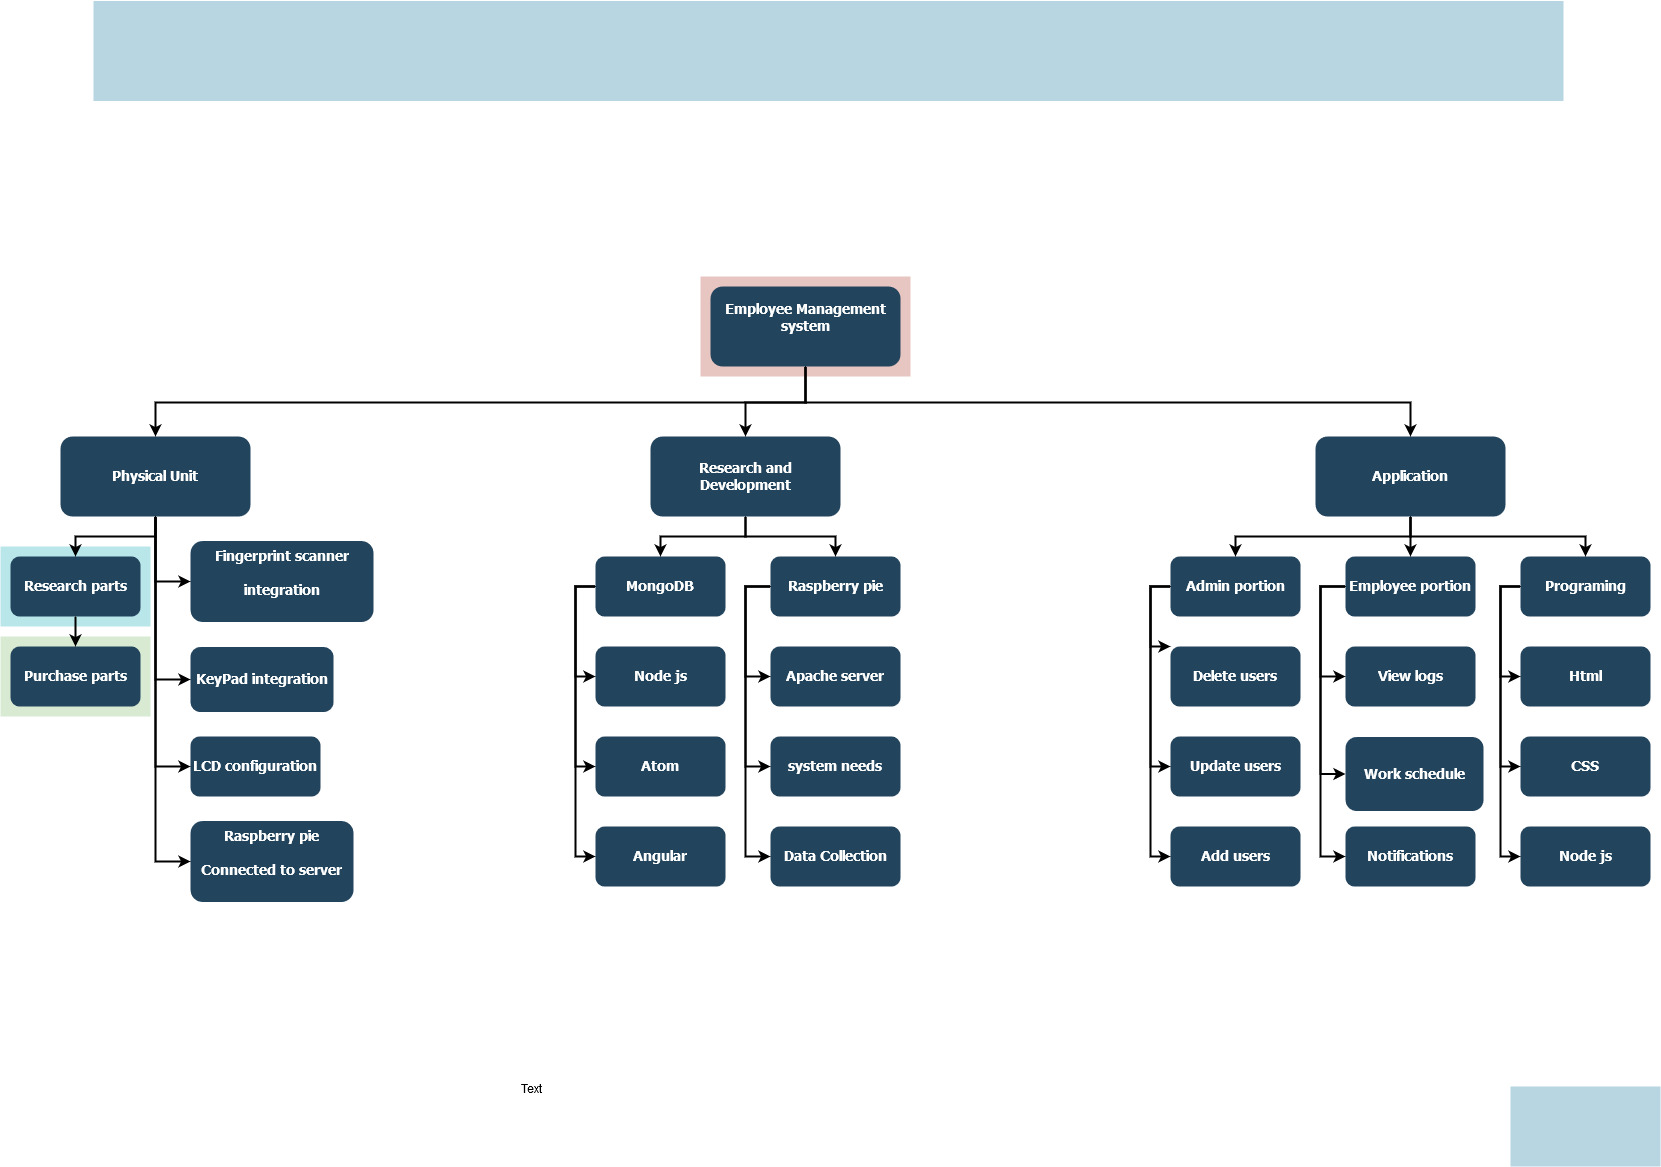 Employee Management
system
Physical Unit
Research and
Development
Application
Research parts
Purchase parts
Fingerprint scanner
integration
KeyPad integration
LCD configuration
Raspberry pie
Connected to server
MongoDB
Node js
Atom
Angular
Raspberry pie
Apache server
system needs
Data Collection
Admin portion
Delete users
Update users
Add users
Employee portion
View logs
Work schedule
Notifications
Programing
Html
CSS
Node js
Text